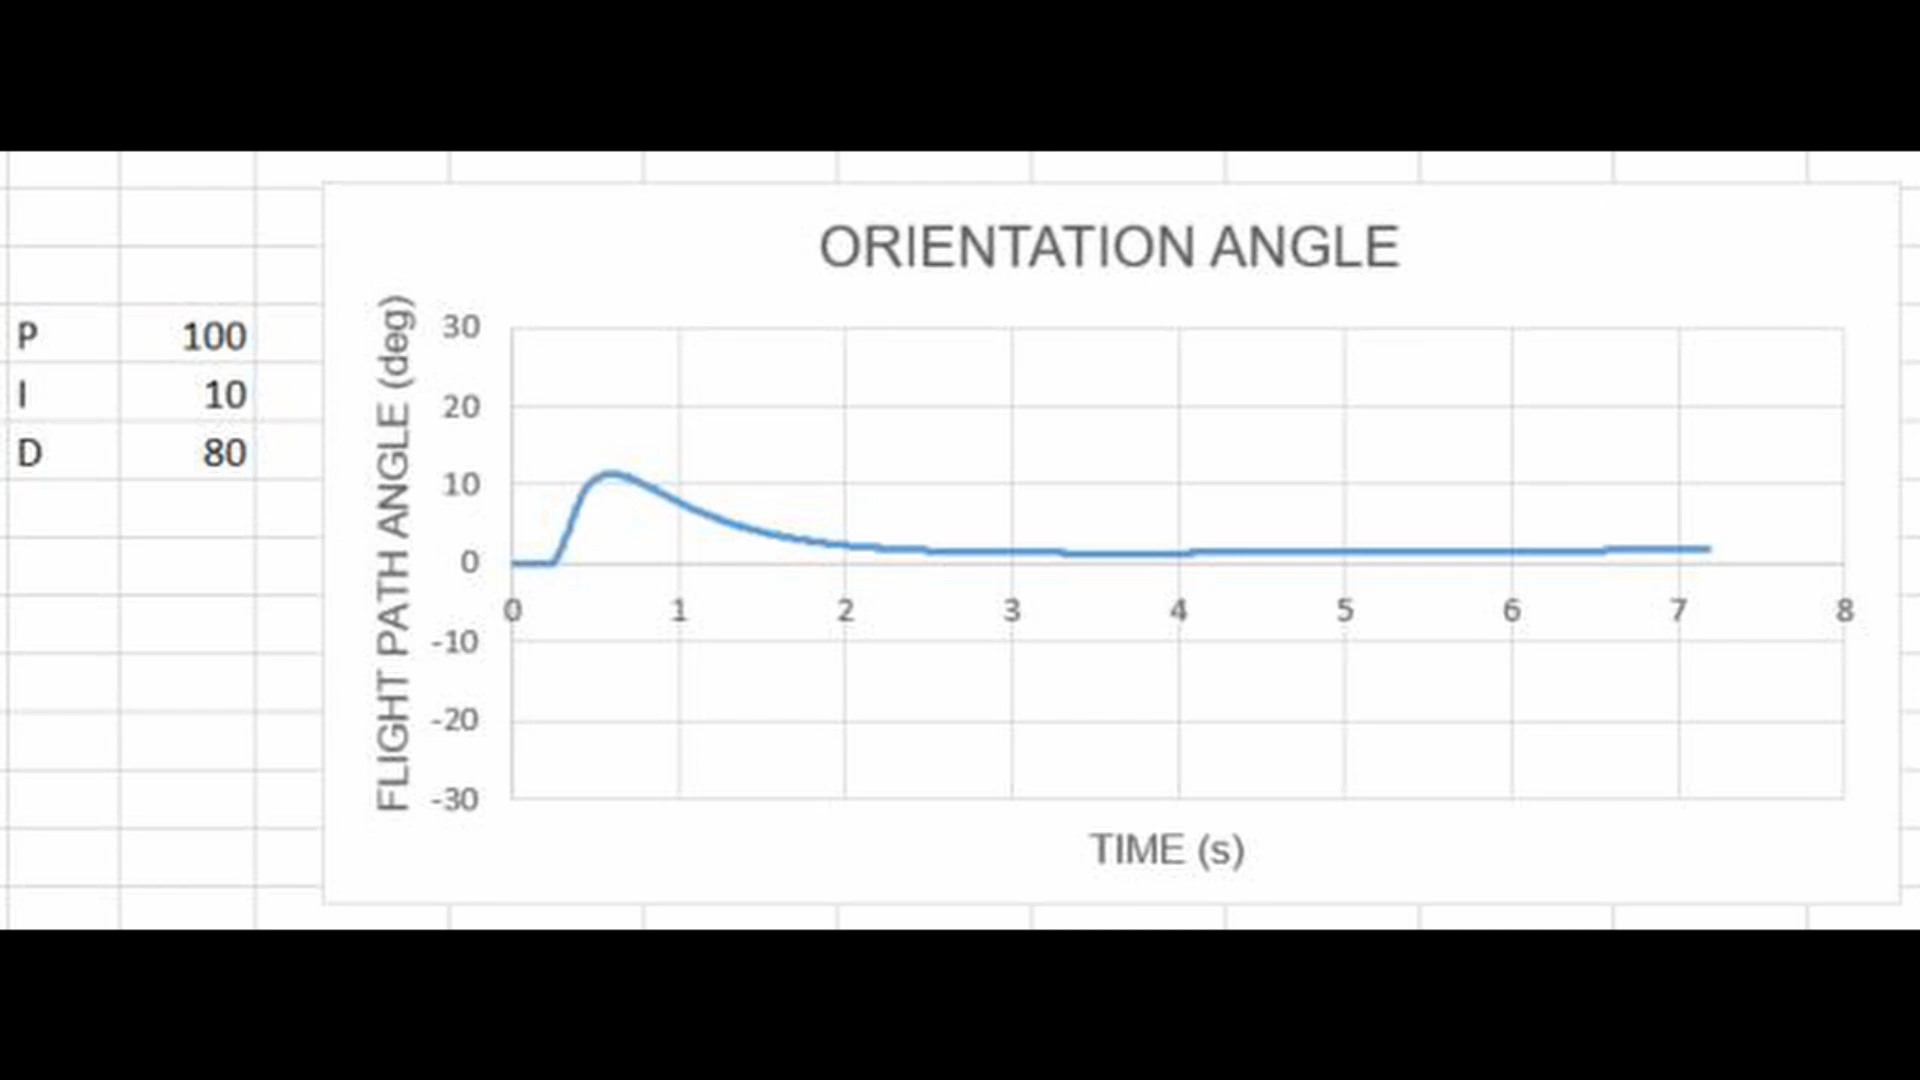 ORIENTATION ANGLE
P 100
I 10
D 80
FLIGHT PATH ANGLE (deg)
30
20
10
0
-10
-20
-30
0 1 2 3 4 5 6 7 8
TIME (s)